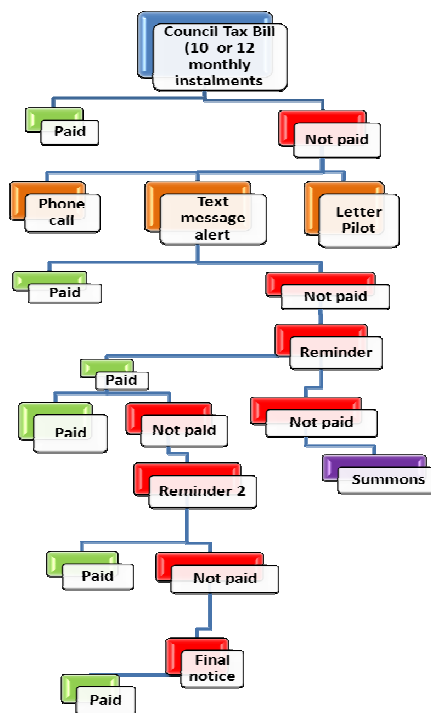 Council Tax Bill
(10 or 12
monthly
instalments
Paid
Not paid
Phone
call
Text
message
alert
Letter
Pilot
Paid
Not paid
Reminder
Paid
Paid
Not paid
Not paid
Summons
Reminder 2
Paid
Not paid
Final
notice
Paid